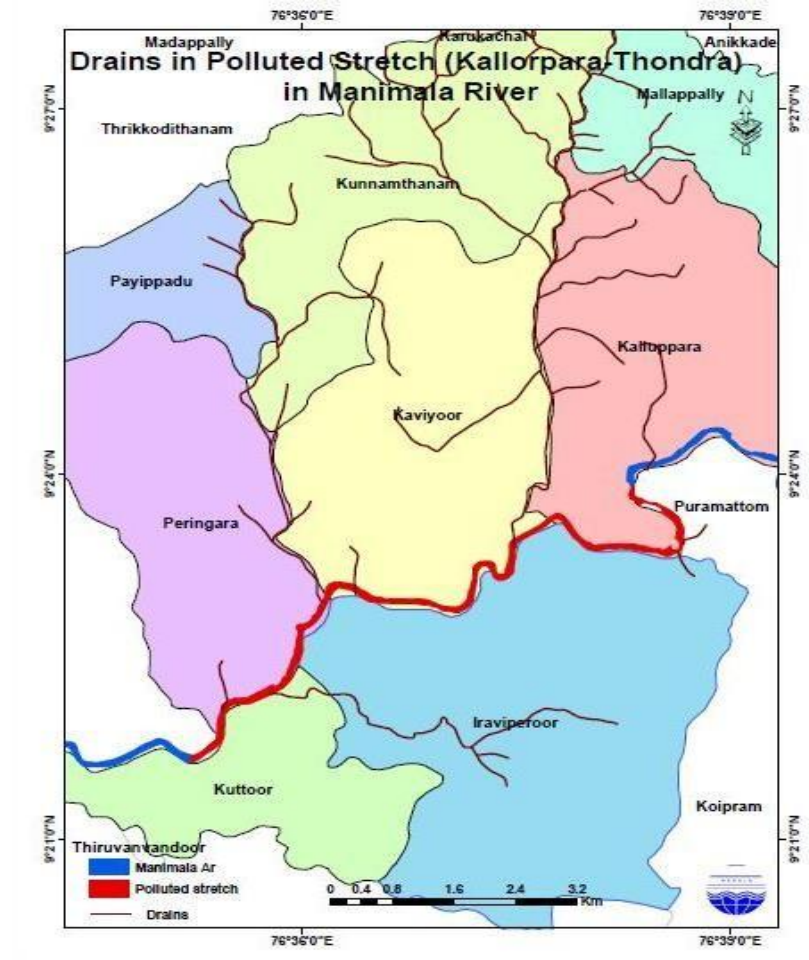 76°36'0"E
76°39'0"E
Madappally
Karukachal
Anikkade
Drains in Polluted Stretch (Kallorpara-Thondra)
in Manimala River
Mallappally
N
9°27'0"N
9°27'0"N
Thrikkodithanam
Kunnamthanam
Payippadu
Kalluppara
Kaviyoor
9°24'0"N
9°24'0"N
Puramattom
Peringara
Iraviperoor
Kuttoor
Koipram
9°21'0"N
9°21'0"N
Thiruvanvandoor
Manimala Ar
Polluted stretch
Drains
0 0.4 0.8 1.6 2.4 3.2
Km
76°36'0"E
76°39'0"E